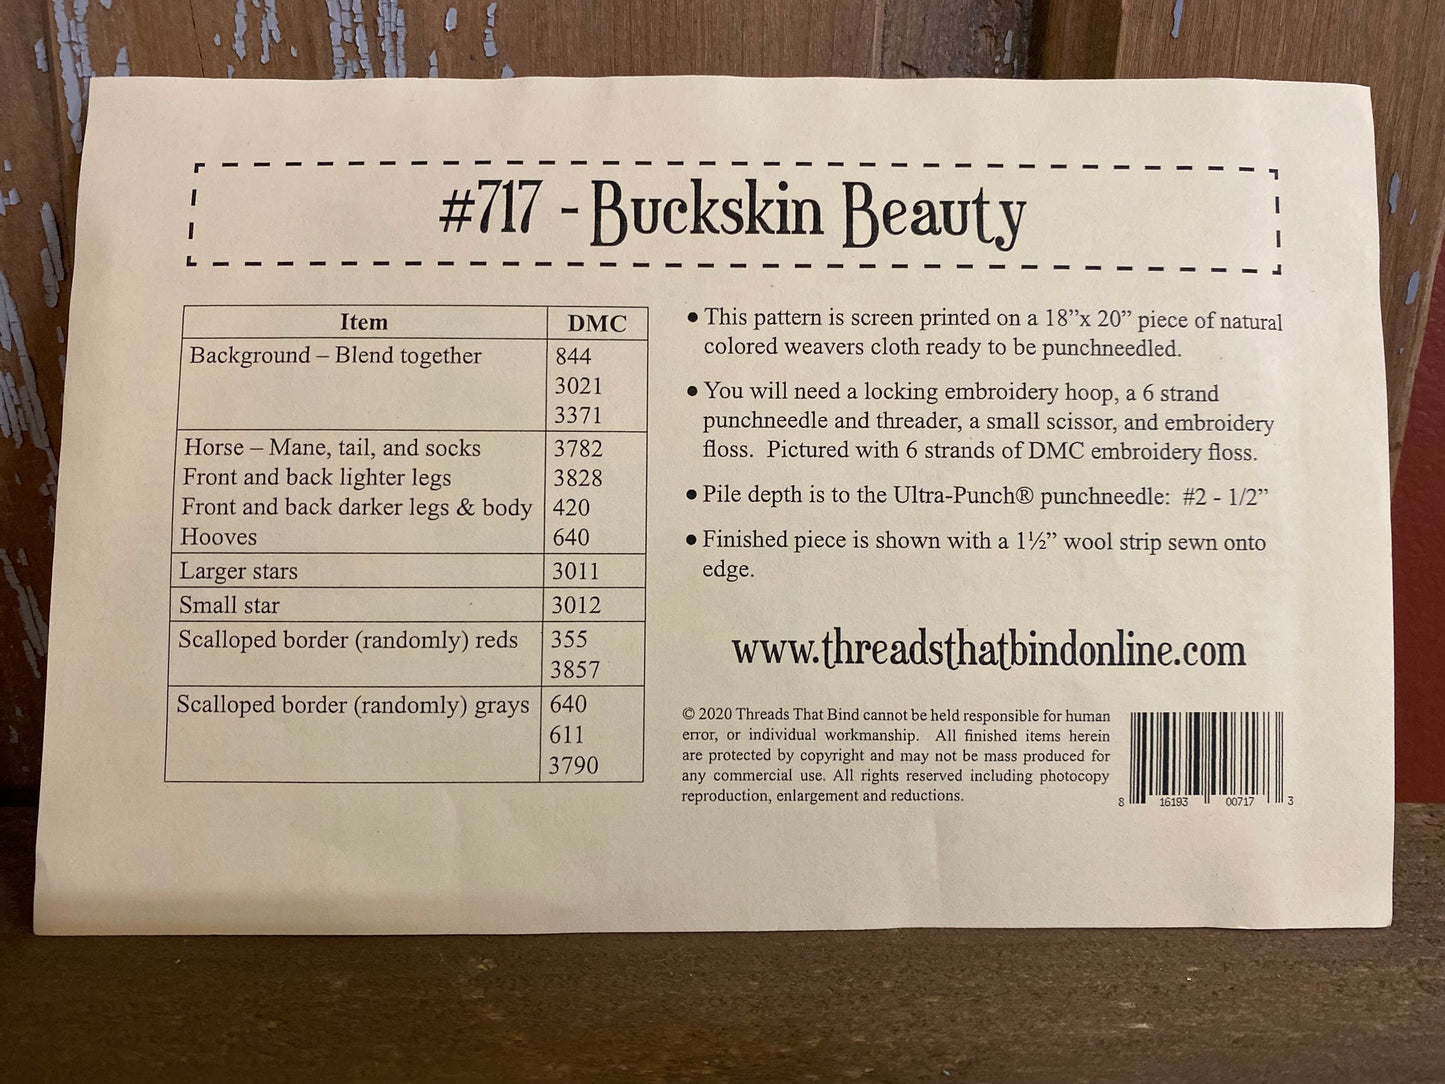 #717 - Buckskin Beauty
Item DMC
Background – Blend together 844
3021
3371
Horse – Mane, tail, and socks 3782
Front and back lighter legs 3828
Front and back darker legs & body 420
Hooves 640
Larger stars 3011
Small star 3012
Scalloped border (randomly) reds 355
3857
Scalloped border (randomly) grays 640
611
3790
● This pattern is screen printed on a 18”x 20” piece of natural
colored weavers cloth ready to be punchneedled.
● You will need a locking embroidery hoop, a 6 strand
punchneedle and threader, a small scissor, and embroidery
floss. Pictured with 6 strands of DMC embroidery floss.
● Pile depth is to the Ultra-Punch® punchneedle: #2 - 1/2”
● Finished piece is shown with a 1½” wool strip sewn onto
edge.
www.threadsthatbindonline.com
© 2020 Threads That Bind cannot be held responsible for human
error, or individual workmanship. All finished items herein
are protected by copyright and may not be mass produced for
any commercial use. All rights reserved including photocopy
reproduction, enlargement and reductions.
8 16193 00717 3